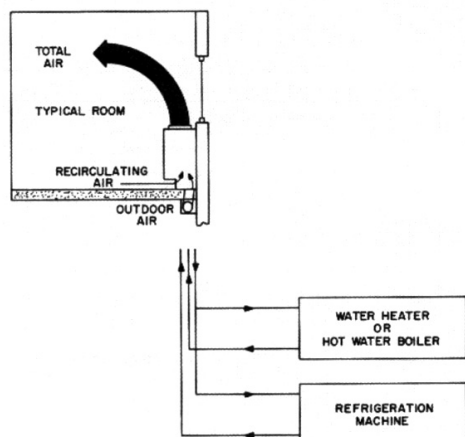 TOTAL
AIR
TYPICAL ROOM
RECIRCULATING
AIR
OUTDOOR
AIR
WATER HEATER
OR
HOT WATER BOILER
REFRIGERATION
MACHINE